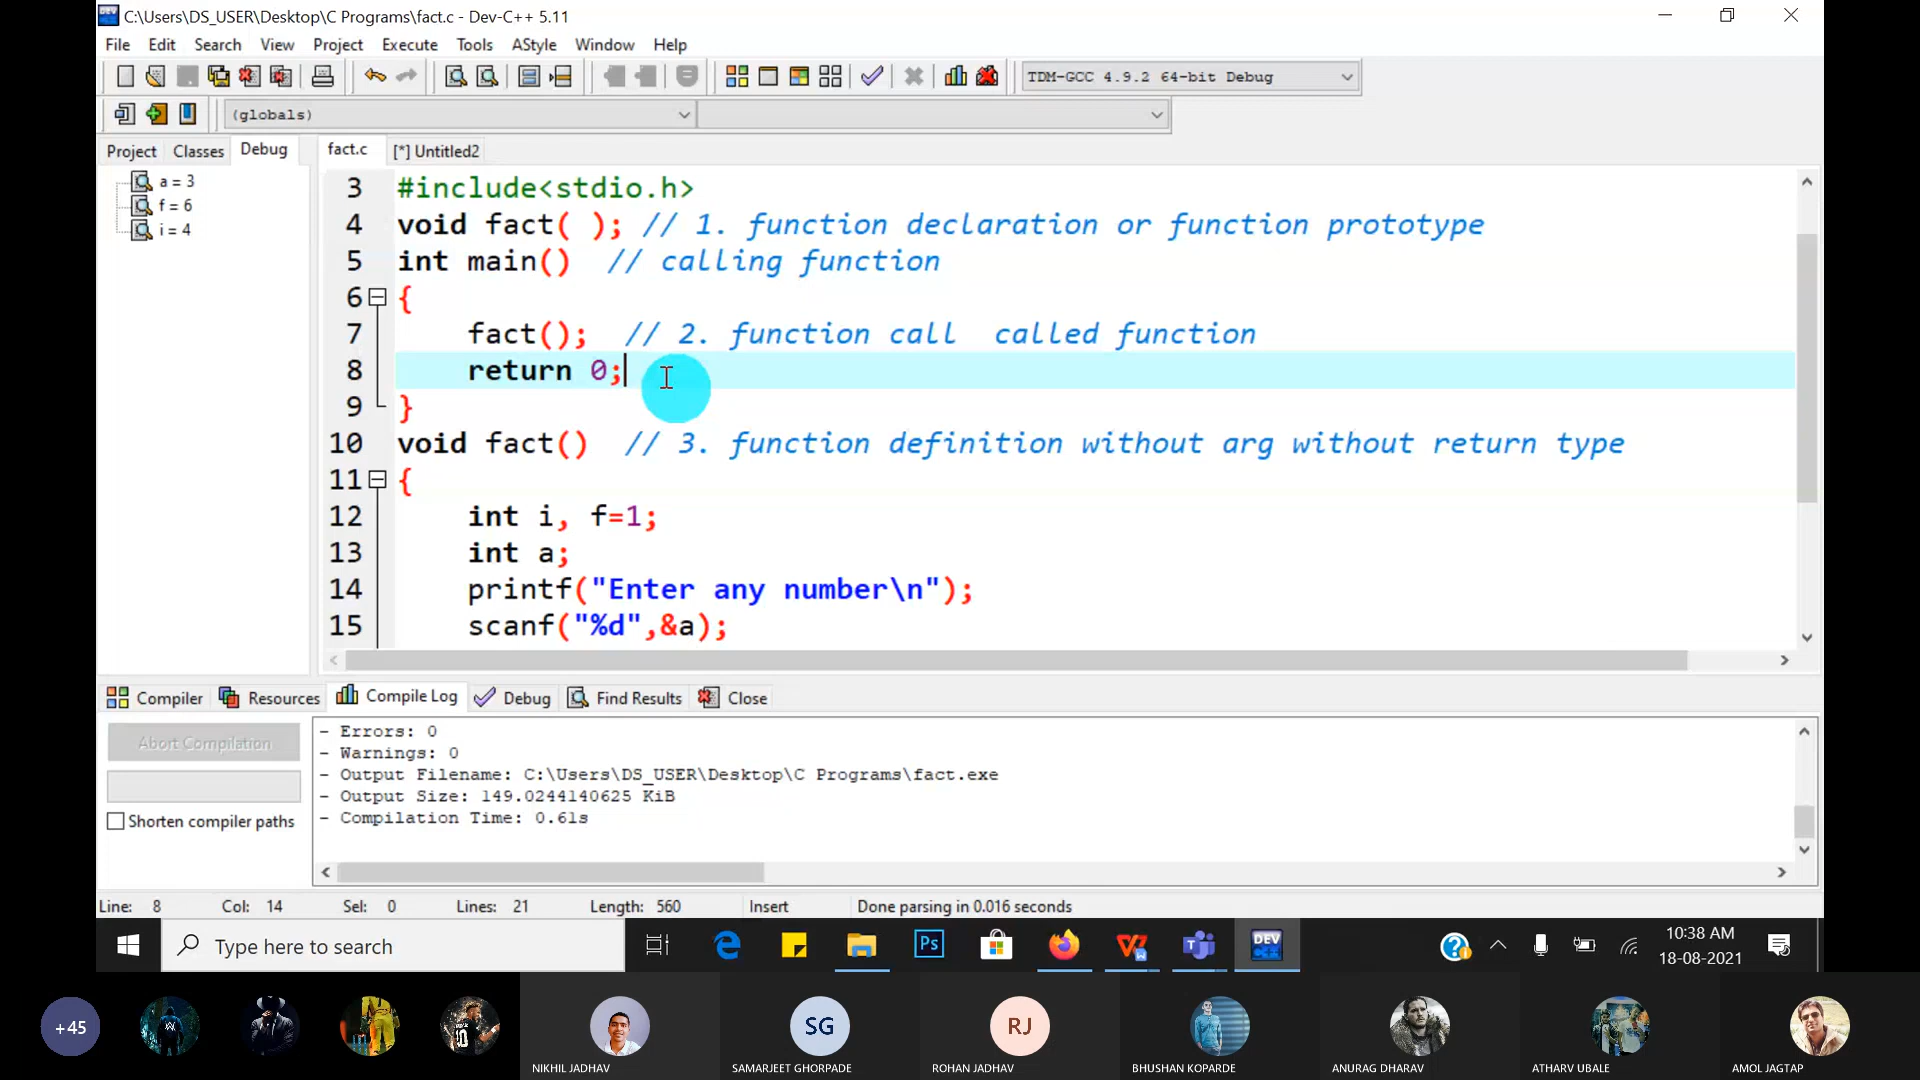 C:\Users\DS_USER\Desktop\C Programs\fact.c - Dev-C++ 5.11
File Edit Search View Project Execute Tools AStyle Window Help
TDM-GCC 4.9.2 64-bit Debug
(globals)
Project Classes Debug
fact.c [*] Untitled2
a = 3
f = 6
i = 4
3 #include<stdio.h>
4 void fact( ); // 1. function declaration or function prototype
5 int main() // calling function
6 {
7 fact(); // 2. function call called function
8 return 0;
9 }
10 void fact() // 3. function definition without arg without return type
11 {
12 int i, f=1;
13 int a;
14 printf("Enter any number\n");
15 scanf("%d",&a);
Compiler Resources Compile Log Debug Find Results Close
Abort Compilation
Shorten compiler paths
- Errors: 0
- Warnings: 0
- Output Filename: C:\Users\DS_USER\Desktop\C Programs\fact.exe
- Output Size: 149.0244140625 KiB
- Compilation Time: 0.61s
Line: 8 Col: 14 Sel: 0 Lines: 21 Length: 560 Insert Done parsing in 0.016 seconds
Type here to search
Ps
DEV
10:38 AM
18-08-2021
+45
10
SG
RJ
NIKHIL JADHAV
SAMARJEET GHORPADE
ROHAN JADHAV
BHUSHAN KOPARDE
ANURAG DHARAV
ATHARV UBALE
AMOL JAGTAP